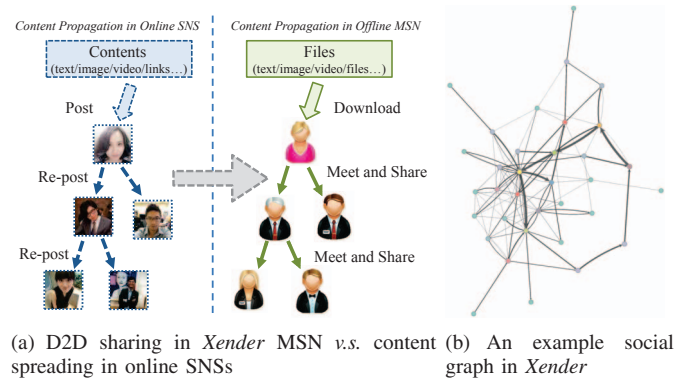 Content Propagation in Online SNS
Content Propagation in Offline MSN
Contents
(text/image/video/links...)
Files
(text/image/video/files...)
Post
Download
Re-post
Meet and Share
Re-post
Meet and Share
(a) D2D sharing in Xender MSN v.s. content
spreading in online SNSs
(b) An example social
graph in Xender